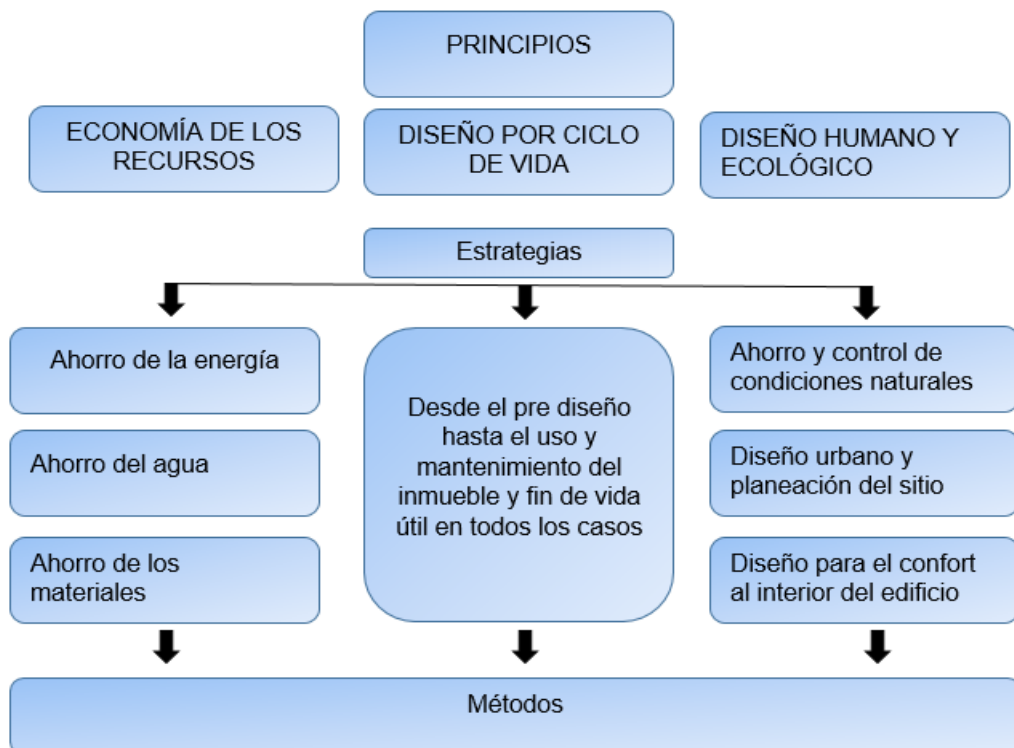 PRINCIPIOS
ECONOMÍA DE LOS
RECURSOS
DISEÑO POR CICLO
DE VIDA
DISEÑO HUMANO Y
ECOLÓGICO
Estrategias
Ahorro de la energía
Ahorro del agua
Ahorro de los
materiales
Desde el pre diseño
hasta el uso y
mantenimiento del
inmueble y fin de vida
útil en todos los casos
Ahorro y control de
condiciones naturales
Diseño urbano y
planeación del sitio
Diseño para el confort
al interior del edificio
Métodos